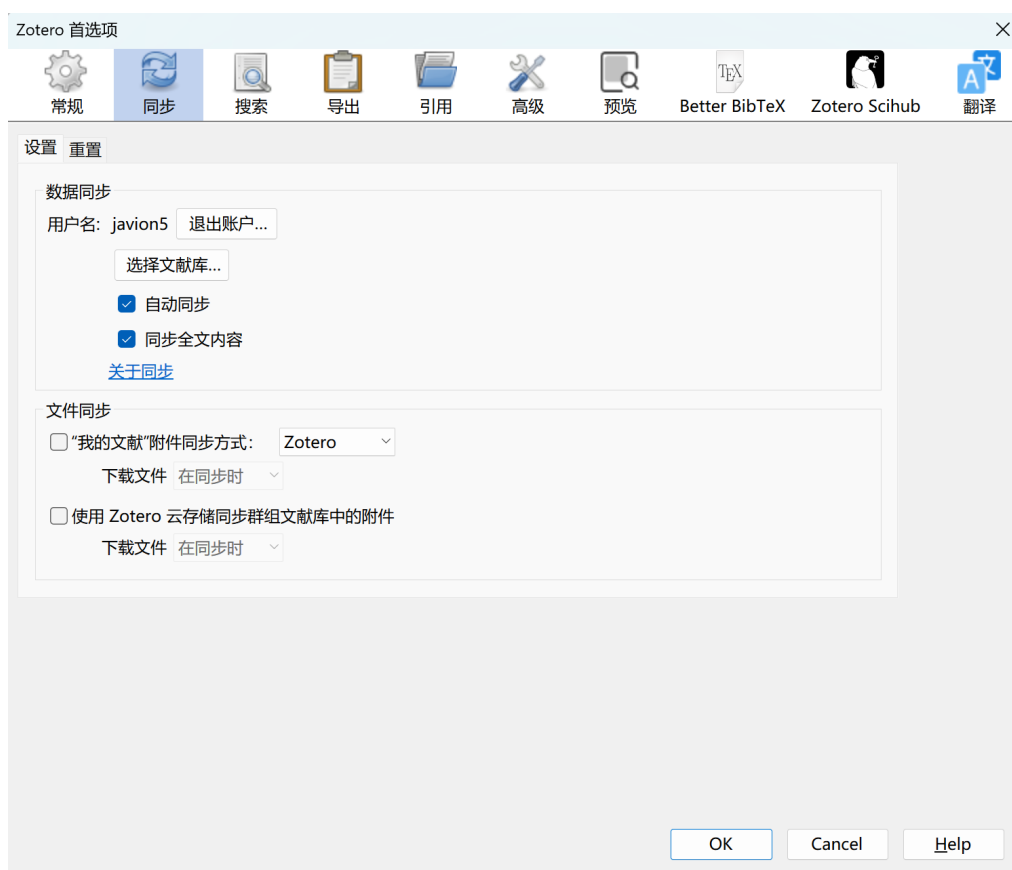 Zotero 首选项
常规 同步 搜索 导出 引用 高级 预览 Better BibTeX Zotero Scihub 翻译
设置 重置
数据同步
用户名: javion5 退出账户...
选择文献库...
自动同步
同步全文内容
关于同步
文件同步
“我的文献”附件同步方式: Zotero
下载文件 在同步时
使用 Zotero 云存储同步群组文献库中的附件
下载文件 在同步时
OK Cancel Help